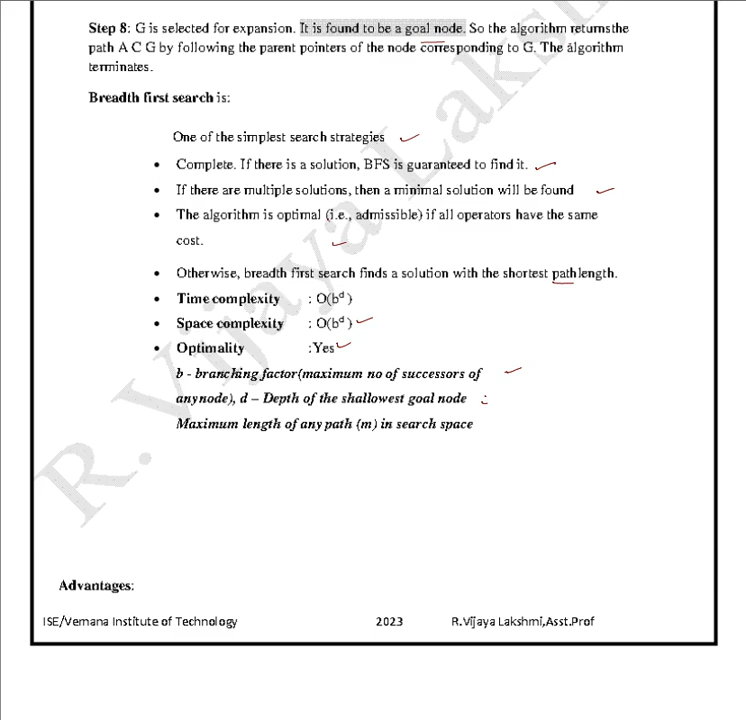 Step 8: G is selected for expansion. It is found to be a goal node. So the algorithm returnsthe
path A C G by following the parent pointers of the node corresponding to G. The algorithm
terminates.
Breadth first search is:
One of the simplest search strategies
• Complete. If there is a solution, BFS is guaranteed to find it.
• If there are multiple solutions, then a minimal solution will be found
• The algorithm is optimal (i.e., admissible) if all operators have the same
cost.
• Otherwise, breadth first search finds a solution with the shortest pathlength.
• Time complexity : O(bᵈ)
• Space complexity : O(bᵈ)
• Optimality :Yes
b - branching factor(maximum no of successors of
anynode), d – Depth of the shallowest goal node
Maximum length of any path (m) in search space
Advantages:
ISE/Vemana Institute of Technology 2023 R.Vijaya Lakshmi,Asst.Prof
R. Vijaya Laksh